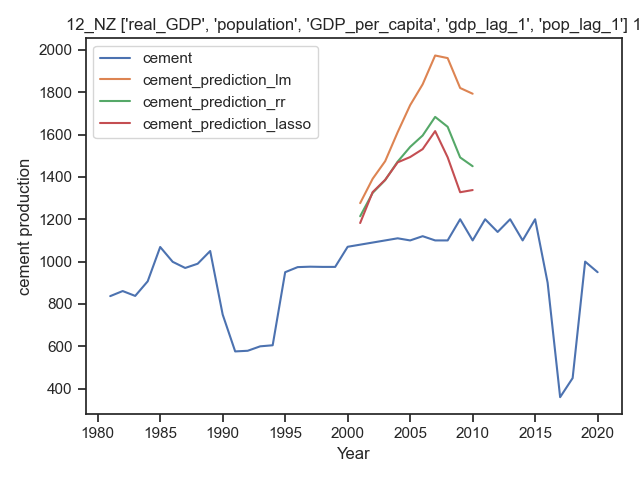 12_NZ ['real_GDP', 'population', 'GDP_per_capita', 'gdp_lag_1', 'pop_lag_1'] 1
cement
cement_prediction_lm
cement_prediction_rr
cement_prediction_lasso
2000
1800
1600
1400
1200
1000
800
600
400
cement production
1980
1985
1990
1995
2000
2005
2010
2015
2020
Year